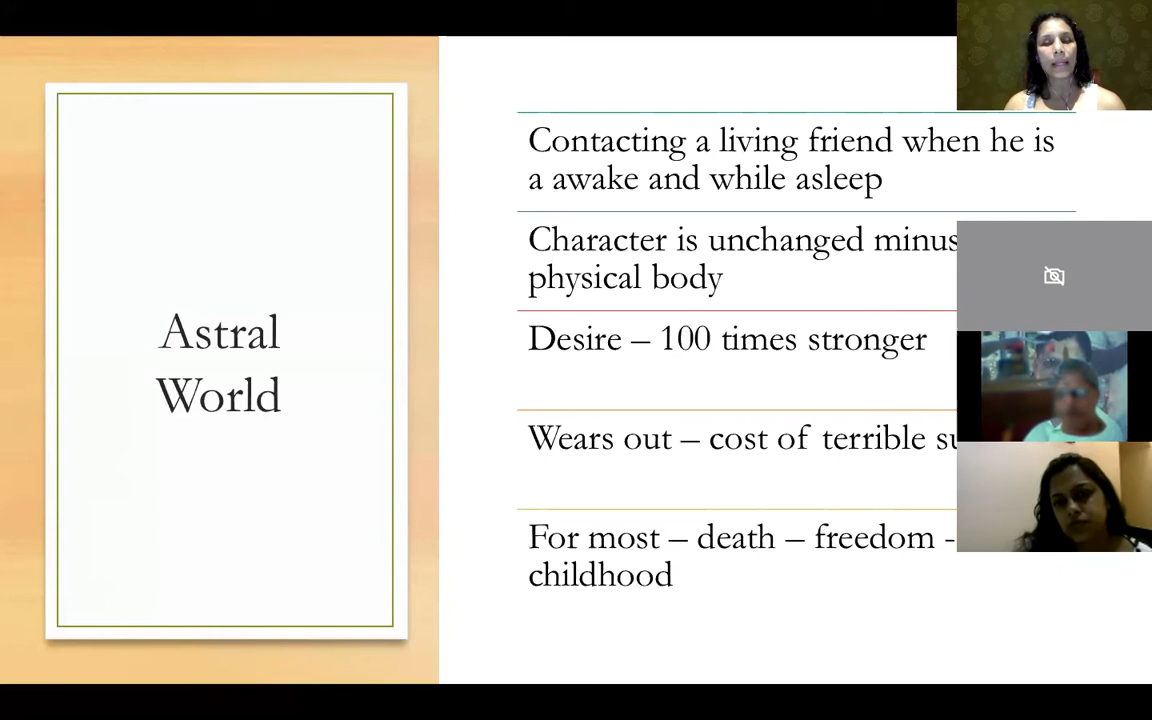 Astral
World
Contacting a living friend when he is
a awake and while asleep
Character is unchanged minus
physical body
Desire – 100 times stronger
Wears out – cost of terrible
For most – death – freedom -
childhood